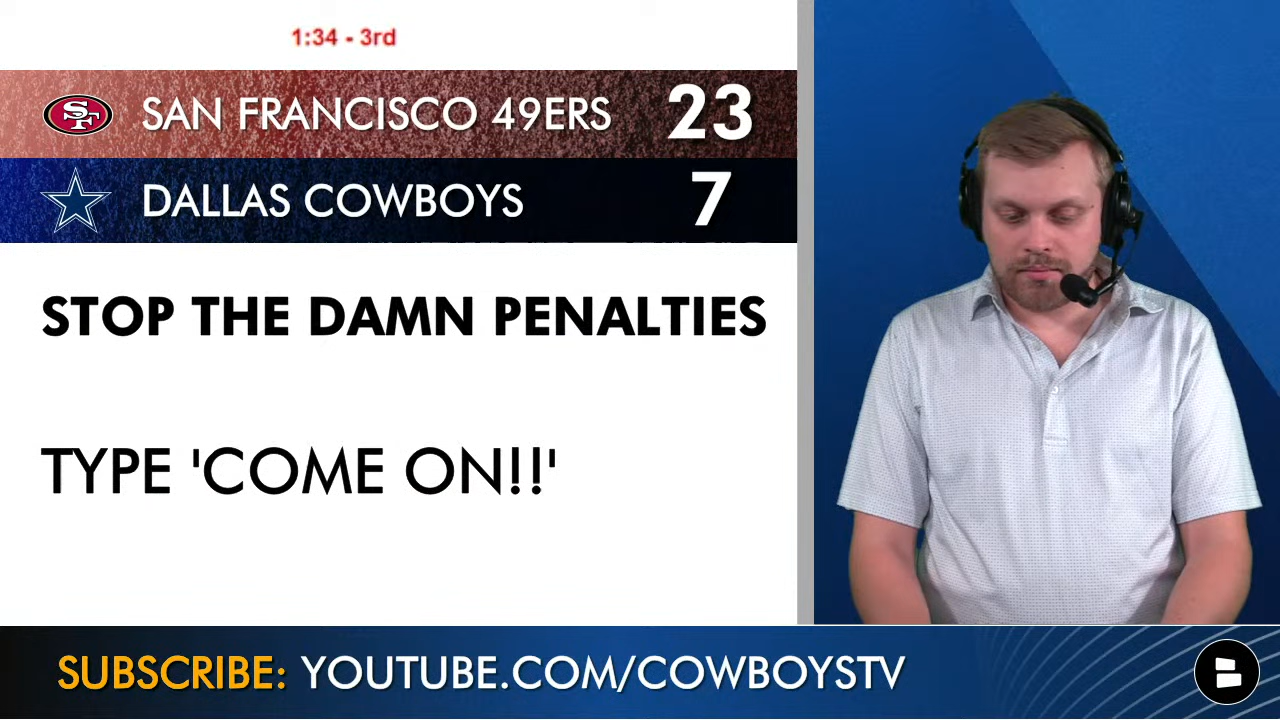 1:34 - 3rd
SF SAN FRANCISCO 49ERS 23
DALLAS COWBOYS 7
STOP THE DAMN PENALTIES
TYPE 'COME ON!!'
SUBSCRIBE: YOUTUBE.COM/COWBOYSTV